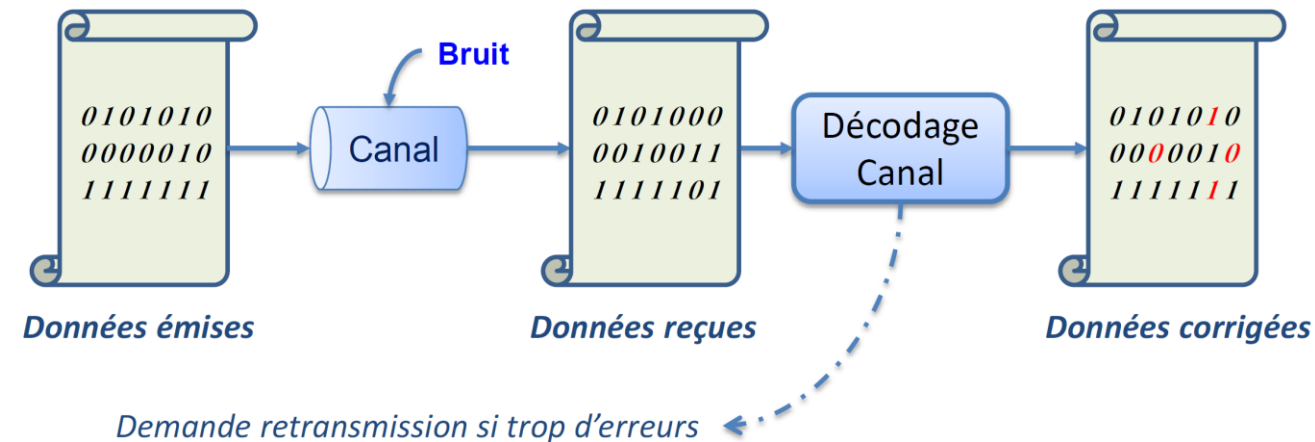 Bruit
0101010
0000010
1111111
Canal
0101000
0010011
1111101
Décodage
Canal
0101010
0000010
1111111
Données émises
Données reçues
Données corrigées
Demande retransmission si trop d'erreurs